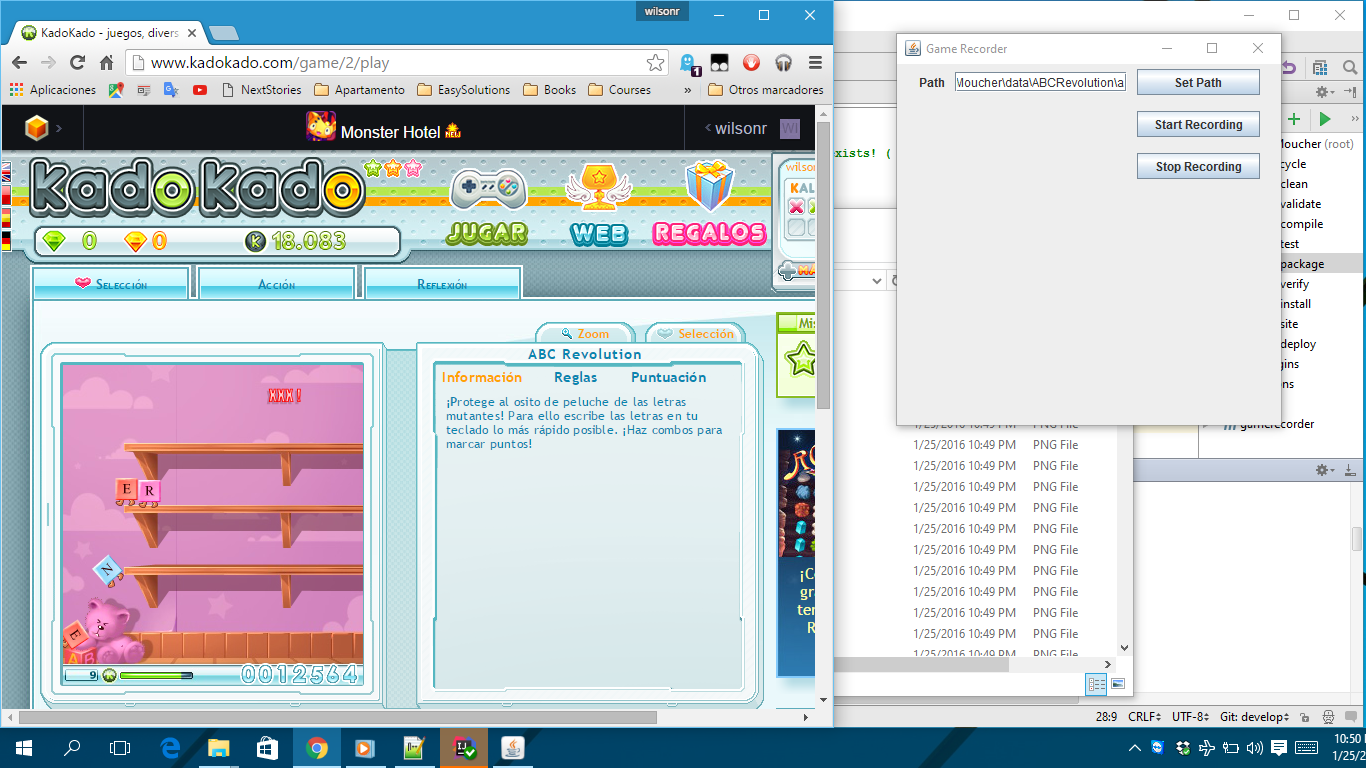 wilsonr
KadoKado - juegos, divers
www.kadokado.com/game/2/play
1
Aplicaciones
NextStories
Apartamento
EasySolutions
Books
Courses
»
Otros marcadores
Monster Hotel NEW
wilsonr
WI
KadoKado
JUGAR
WEB
REGALOS
0
0
K 18.083
wilson
KAL
Selección
Acción
Reflexión
Zoom
Selección
ABC Revolution
Información
Reglas
Puntuación
¡Protege al osito de peluche de las letras
mutantes! Para ello escribe las letras en tu
teclado lo más rápido posible. ¡Haz combos para
marcar puntos!
XXX!
E
R
N
E
A B
9
0012564
Mis
¡Co
gra
ter
R
Game Recorder
Path
Moucher\data\ABCRevolution\a
Set Path
Start Recording
Stop Recording
xists! (
Moucher (root)
cycle
clean
validate
compile
test
package
verify
install
site
deploy
gins
ns
gamerecorder
1/25/2016 10:49 PM PNG File
1/25/2016 10:49 PM PNG File
1/25/2016 10:49 PM PNG File
1/25/2016 10:49 PM PNG File
1/25/2016 10:49 PM PNG File
1/25/2016 10:49 PM PNG File
1/25/2016 10:49 PM PNG File
1/25/2016 10:49 PM PNG File
1/25/2016 10:49 PM PNG File
1/25/2016 10:49 PM PNG File
1/25/2016 10:49 PM PNG File
1/25/2016 10:49 PM PNG File
28:9 CRLF UTF-8 Git: develop
10:50
1/25/2